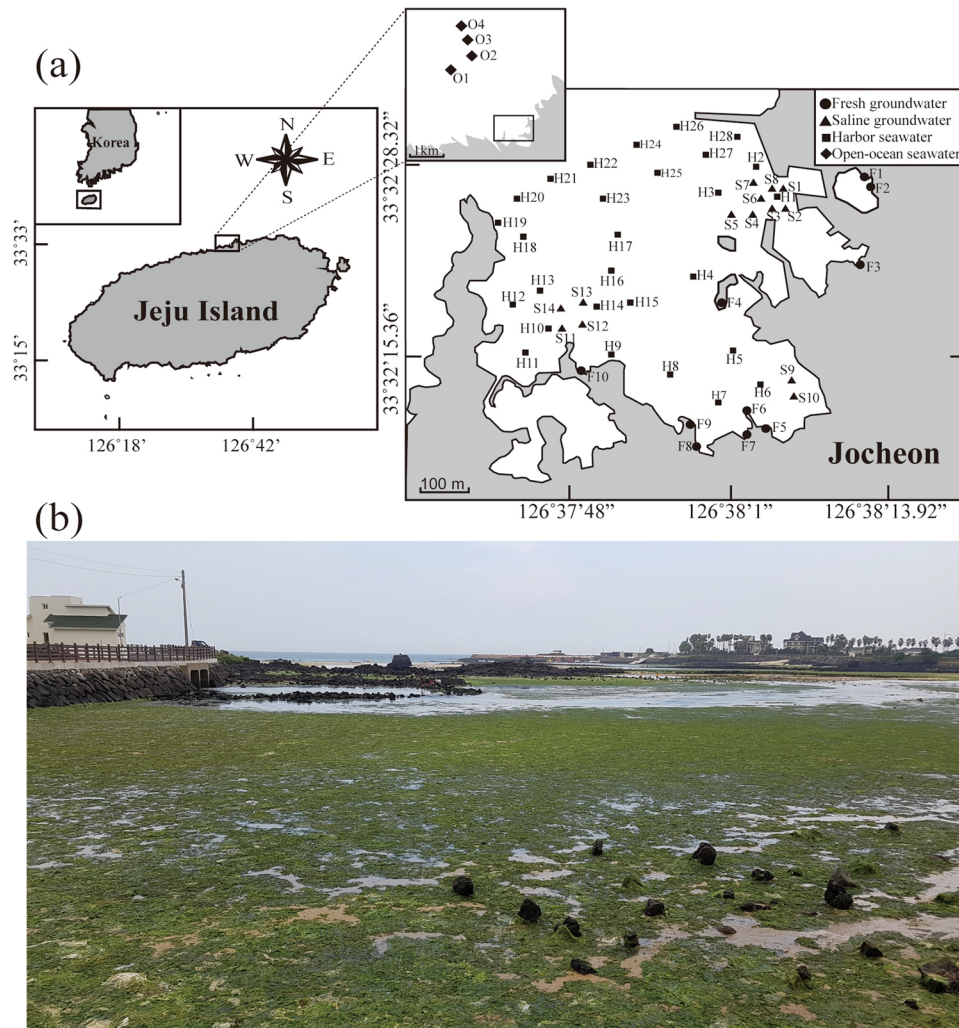 (a)
O4
O3
O2
O1
1km
Korea
N
W E
S
33°33'
33°15'
Jeju Island
126°18' 126°42'
33°32'28.32''
33°32'15.36''
Fresh groundwater
Saline groundwater
Harbor seawater
Open-ocean seawater
H26
H28
H24
H27
H2
H22
H25
F1
H21
S7
S8
S1
F2
H20
H23
H3
S6
H1
H19
S5
S4
S3
S2
H18
H17
F3
H16
H4
H13
S13
H12
S14
H14
H15
F4
H10
S11
S12
H11
H9
H5
F10
H8
S9
H6
S10
H7
F6
F9
F5
F8
F7
Jocheon
100 m
126°37'48'' 126°38'1'' 126°38'13.92''
(b)